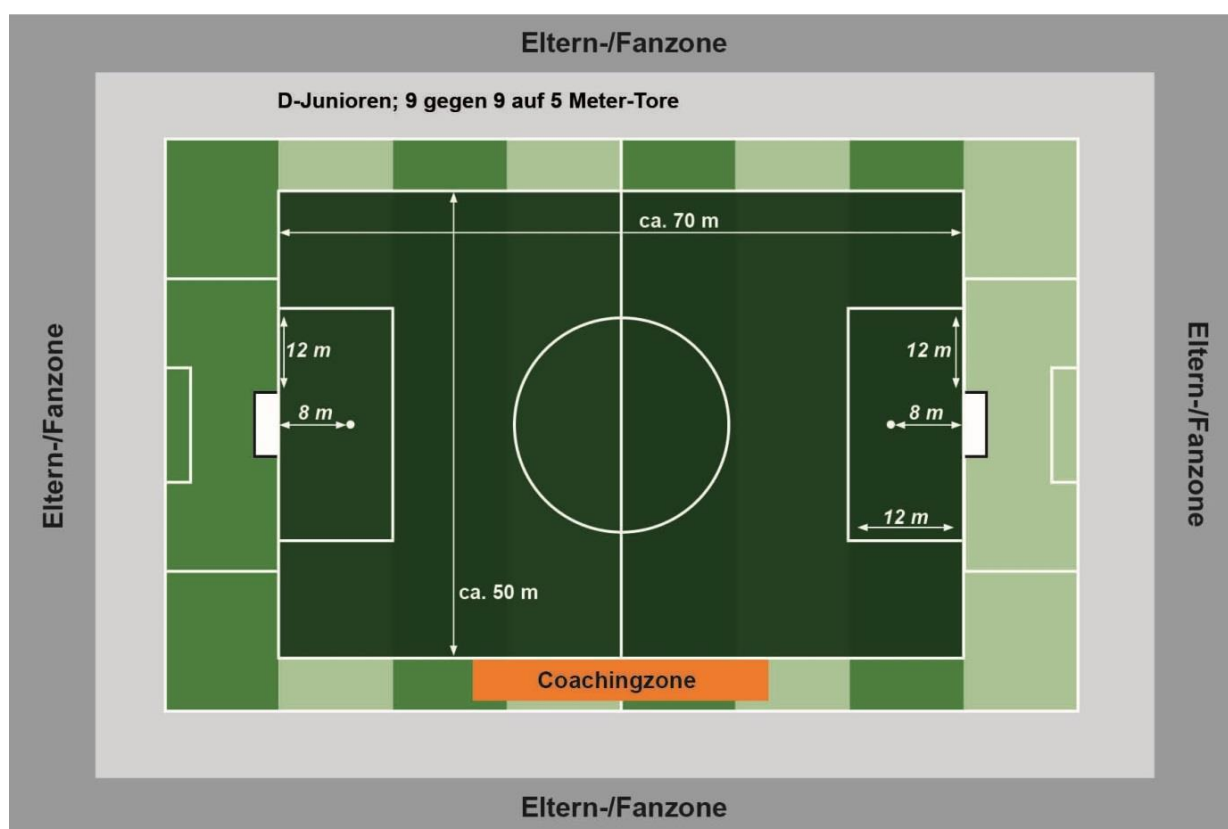 Eltern-/Fanzone
D-Junioren; 9 gegen 9 auf 5 Meter-Tore
ca. 70 m
12 m
12 m
Eltern-/Fanzone
Eltern-/Fanzone
8 m
8 m
12 m
ca. 50 m
Coachingzone
Eltern-/Fanzone